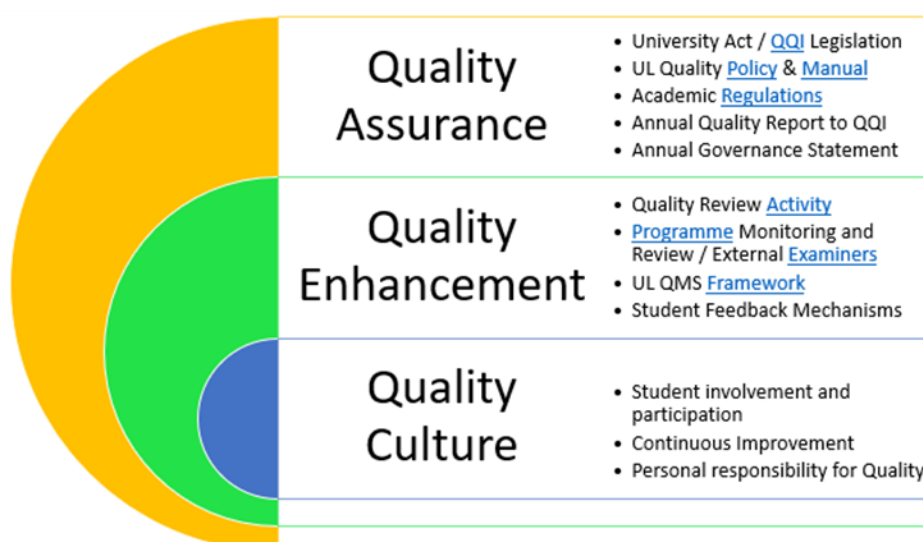 Quality
Assurance
• University Act / QQI Legislation
• UL Quality Policy & Manual
• Academic Regulations
• Annual Quality Report to QQI
• Annual Governance Statement
Quality
Enhancement
• Quality Review Activity
• Programme Monitoring and
Review / External Examiners
• UL QMS Framework
• Student Feedback Mechanisms
Quality
Culture
• Student involvement and
participation
• Continuous Improvement
• Personal responsibility for Quality